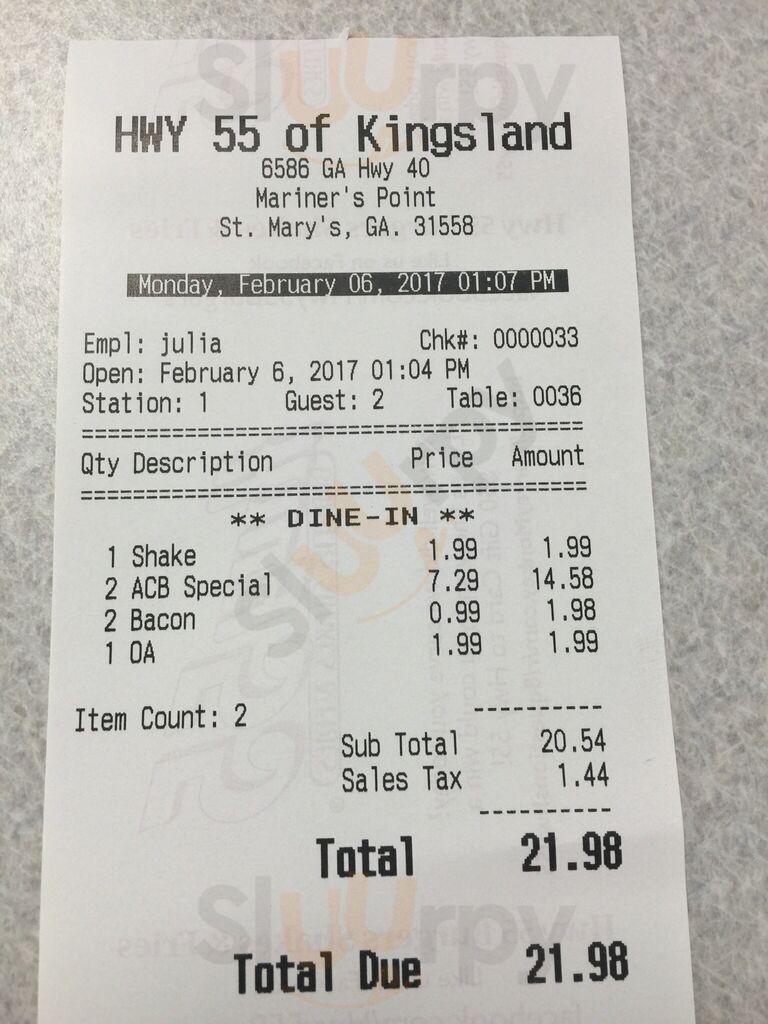 HWY 55 of Kingsland
6586 GA Hwy 40
Mariner's Point
St. Mary's, GA. 31558
Monday, February 06, 2017 01:07 PM
Empl: julia Chk#: 0000033
Open: February 6, 2017 01:04 PM
Station: 1 Guest: 2 Table: 0036
=======================================
Qty Description Price Amount
=======================================
** DINE-IN **
1 Shake 1.99 1.99
2 ACB Special 7.29 14.58
2 Bacon 0.99 1.98
1 OA 1.99 1.99
Item Count: 2 ----------
Sub Total 20.54
Sales Tax 1.44
----------
Total 21.98
Total Due 21.98
Sluurpy
Sluurpy
Sluurpy